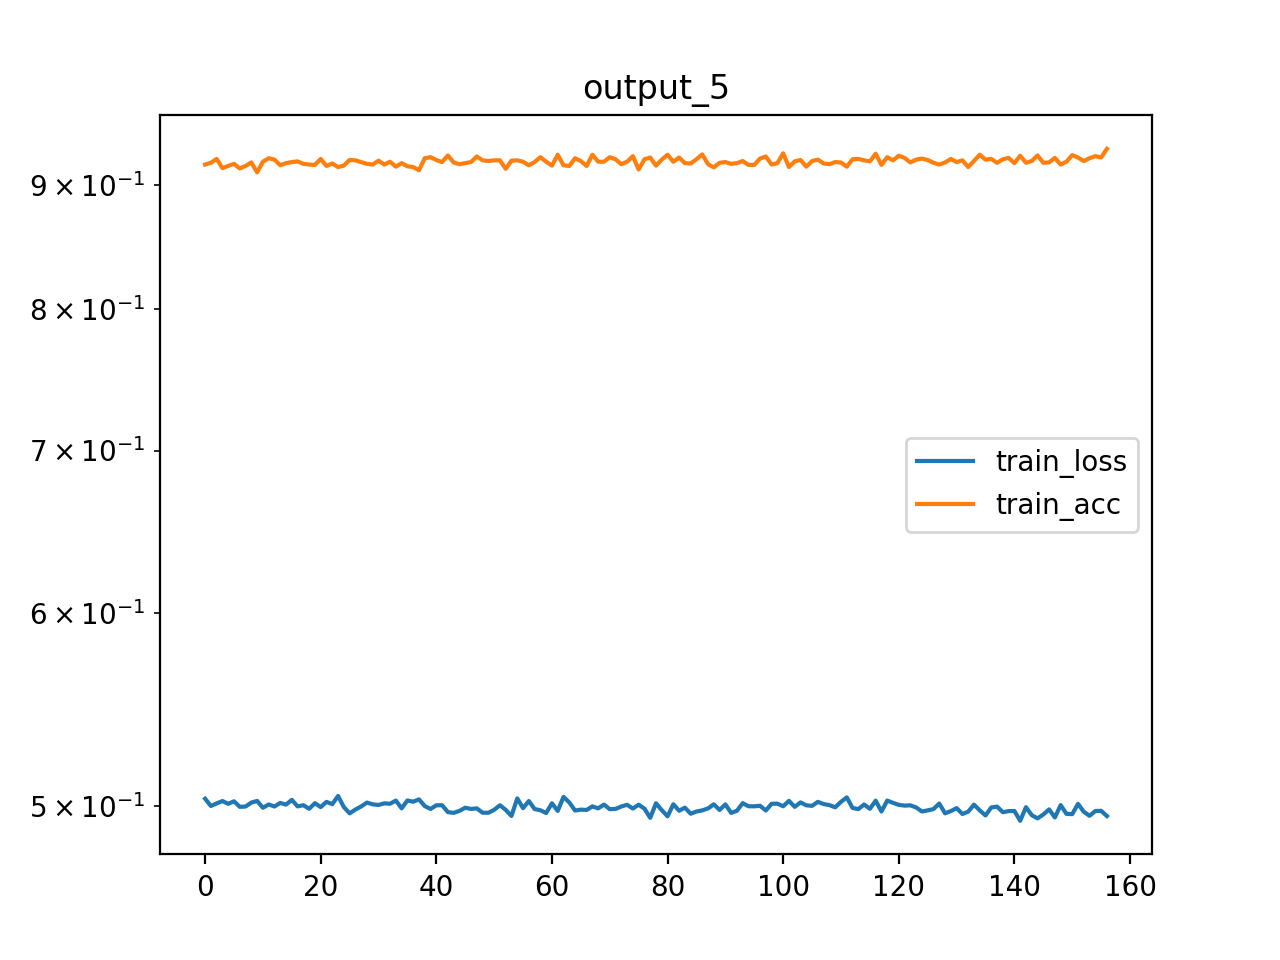 output_5
9 × 10⁻¹
8 × 10⁻¹
7 × 10⁻¹
6 × 10⁻¹
5 × 10⁻¹
train_loss
train_acc
0 20 40 60 80 100 120 140 160